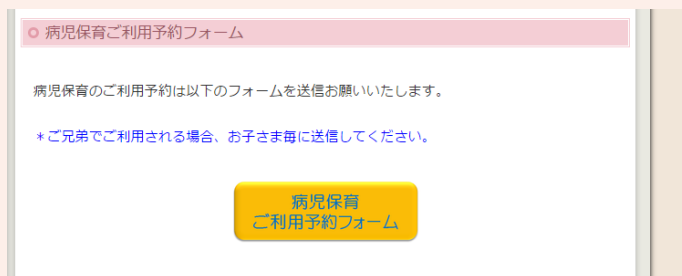 病児保育ご利用予約フォーム
病児保育のご利用予約は以下のフォームを送信お願いいたします。
＊ご兄弟でご利用される場合、お子さま毎に送信してください。
病児保育
ご利用予約フォーム